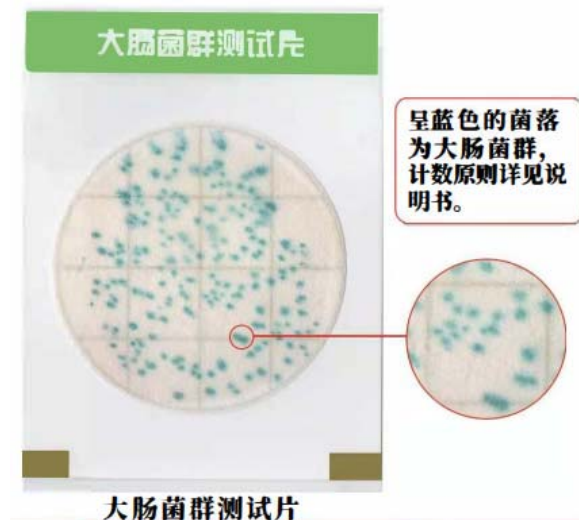 大肠菌群测试片
呈蓝色的菌落
为大肠菌群，
计数原则详见说
明书。
大肠菌群测试片